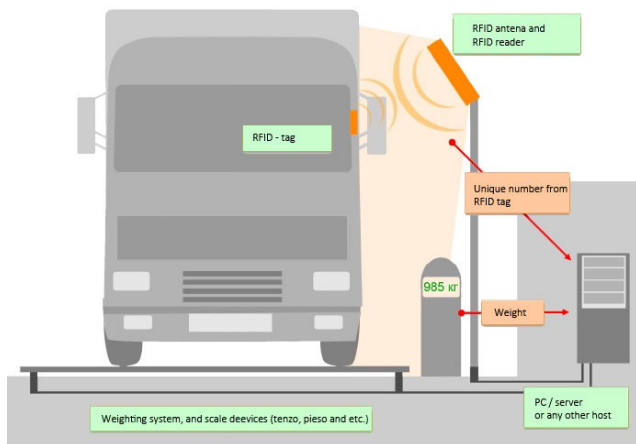 RFID antena and
RFID reader
RFID - tag
Unique number from
RFID tag
985 кг
Weight
PC / server
or any other host
Weighting system, and scale deevices (tenzo, pieso and etc.)